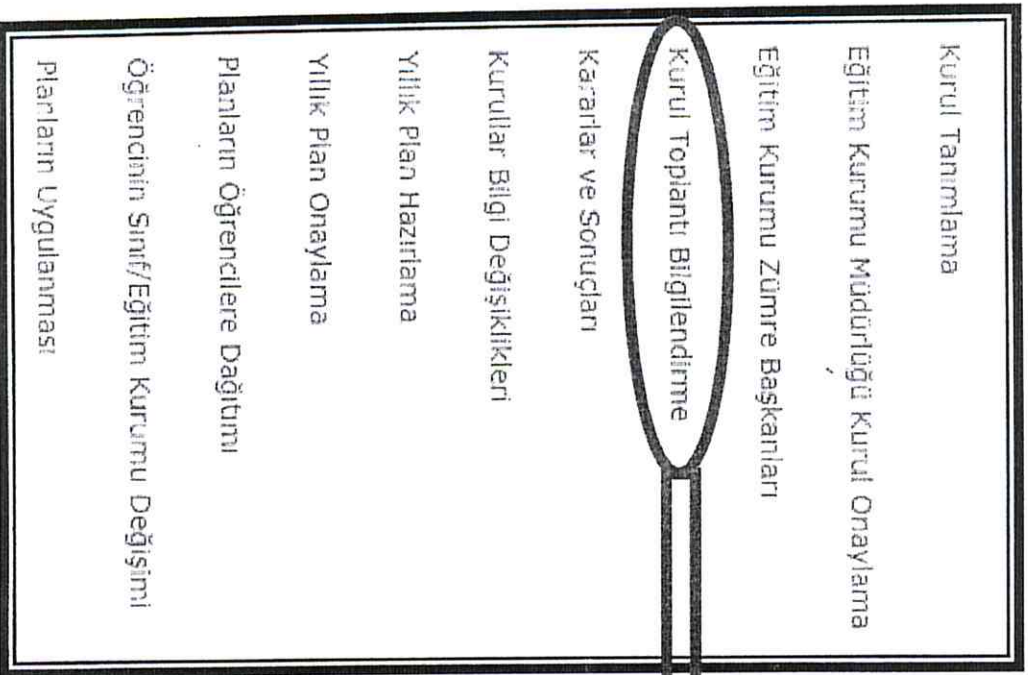 Kurul Tanımlama
Eğitim Kurumu Müdürlüğü Kurul Onaylama
Eğitim Kurumu Zümre Başkanları
Kurul Toplantı Bilgilendirme
Kararlar ve Sonuçları
Kurullar Bilgi Değişiklikleri
Yıllık Plan Hazırlama
Yıllık Plan Onaylama
Planların Öğrencilere Dağıtımı
Öğrencinin Sınıf/Eğitim Kurumu Değişimi
Planların Uygulanması